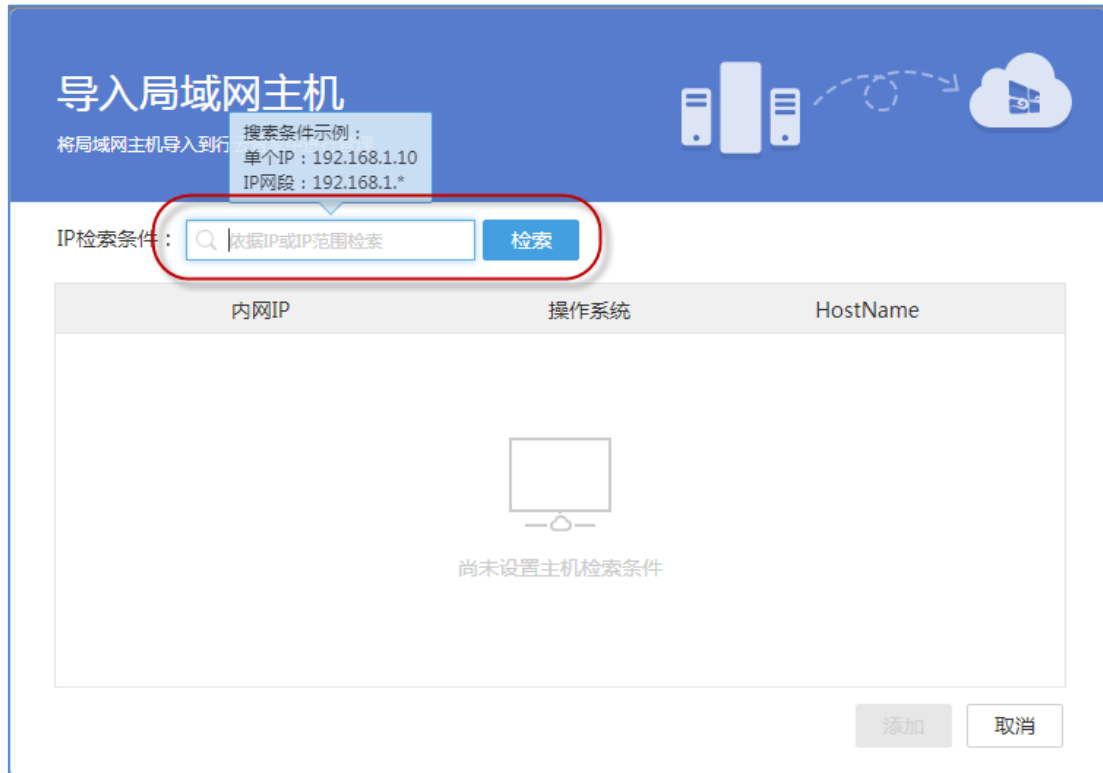 导入局域网主机
将局域网主机导入到行
搜索条件示例：
单个IP：192.168.1.10
IP网段：192.168.1.*
IP检索条件：
依据IP或IP范围检索
检索
内网IP
操作系统
HostName
尚未设置主机检索条件
添加
取消